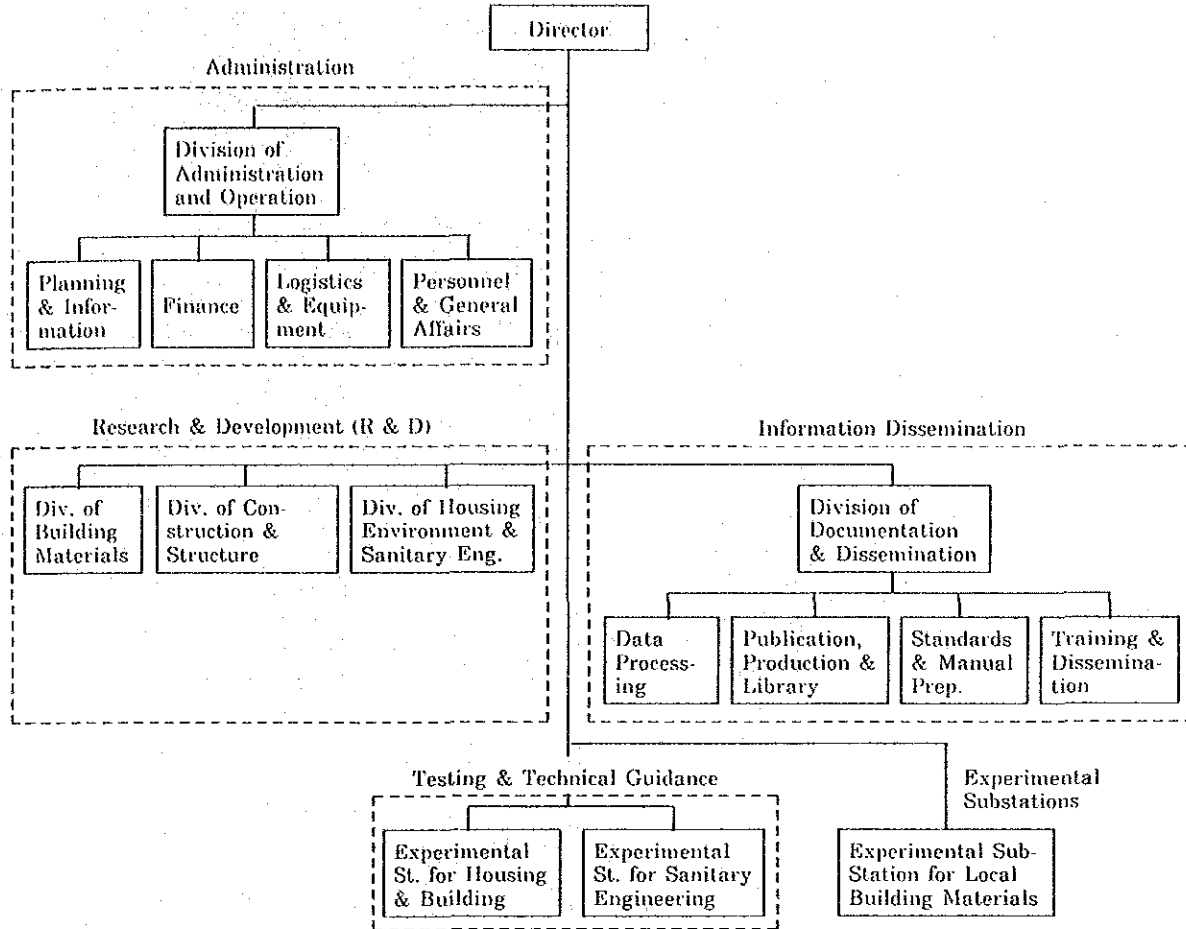 Director
Administration
Division of
Administration
and Operation
Planning
& Infor-
mation
Finance
Logistics
& Equip-
ment
Personnel
& General
Affairs
Research & Development (R & D)
Div. of
Building
Materials
Div. of Con-
struction &
Structure
Div. of Housing
Environment &
Sanitary Eng.
Information Dissemination
Division of
Documentation
& Dissemination
Data
Process-
ing
Publication,
Production &
Library
Standards
& Manual
Prep.
Training &
Dissemina-
tion
Testing & Technical Guidance
Experimental
St. for Housing
& Building
Experimental
St. for Sanitary
Engineering
Experimental
Substations
Experimental Sub-
Station for Local
Building Materials